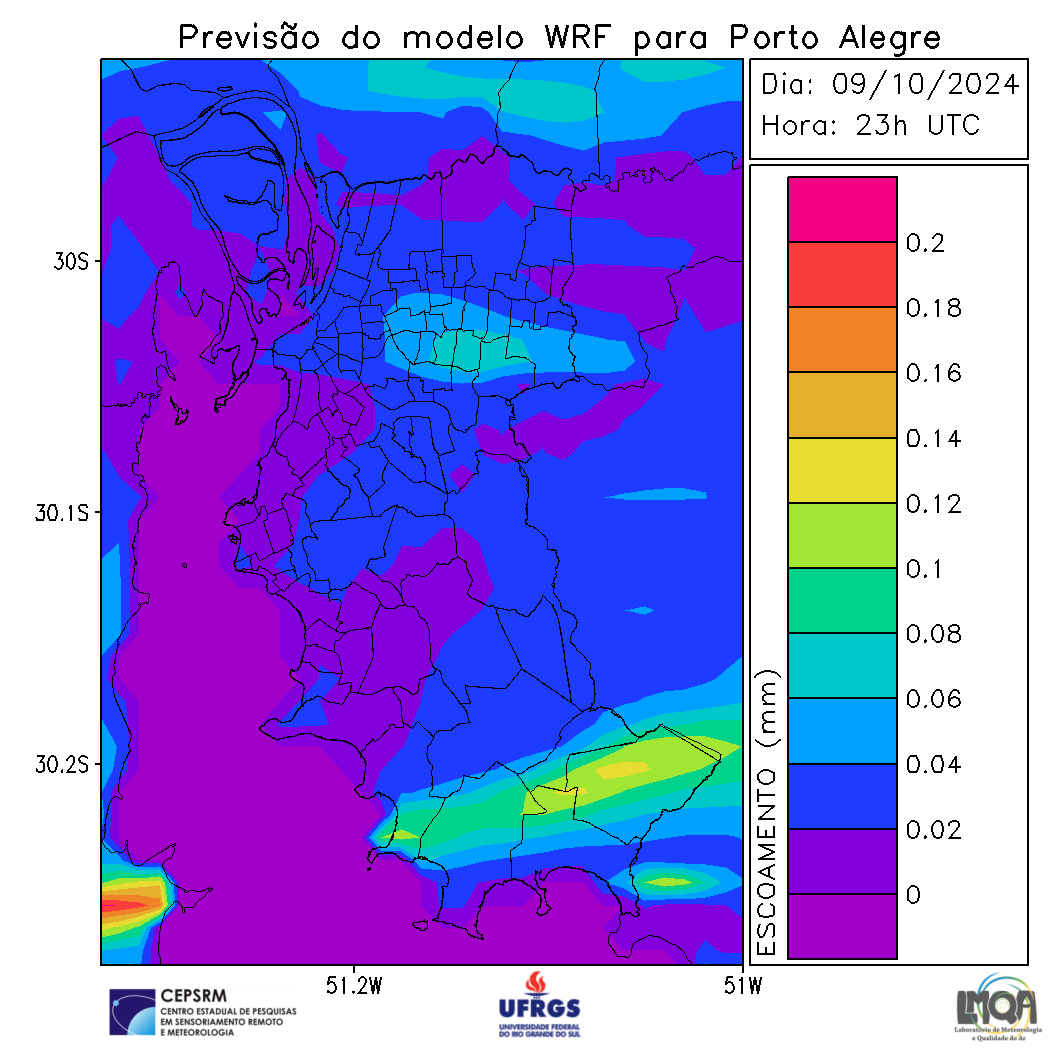 Previsão do modelo WRF para Porto Alegre
Dia: 09/10/2024
Hora: 23h UTC
30S
30.1S
30.2S
51.2W
51W
ESCOAMENTO (mm)
0.2
0.18
0.16
0.14
0.12
0.1
0.08
0.06
0.04
0.02
0
CEPSRM
CENTRO ESTADUAL DE PESQUISAS
EM SENSORIAMENTO REMOTO
E METEOROLOGIA
UFRGS
UNIVERSIDADE FEDERAL
DO RIO GRANDE DO SUL
LMQA
Laboratório de Meteorologia
e Qualidade do Ar